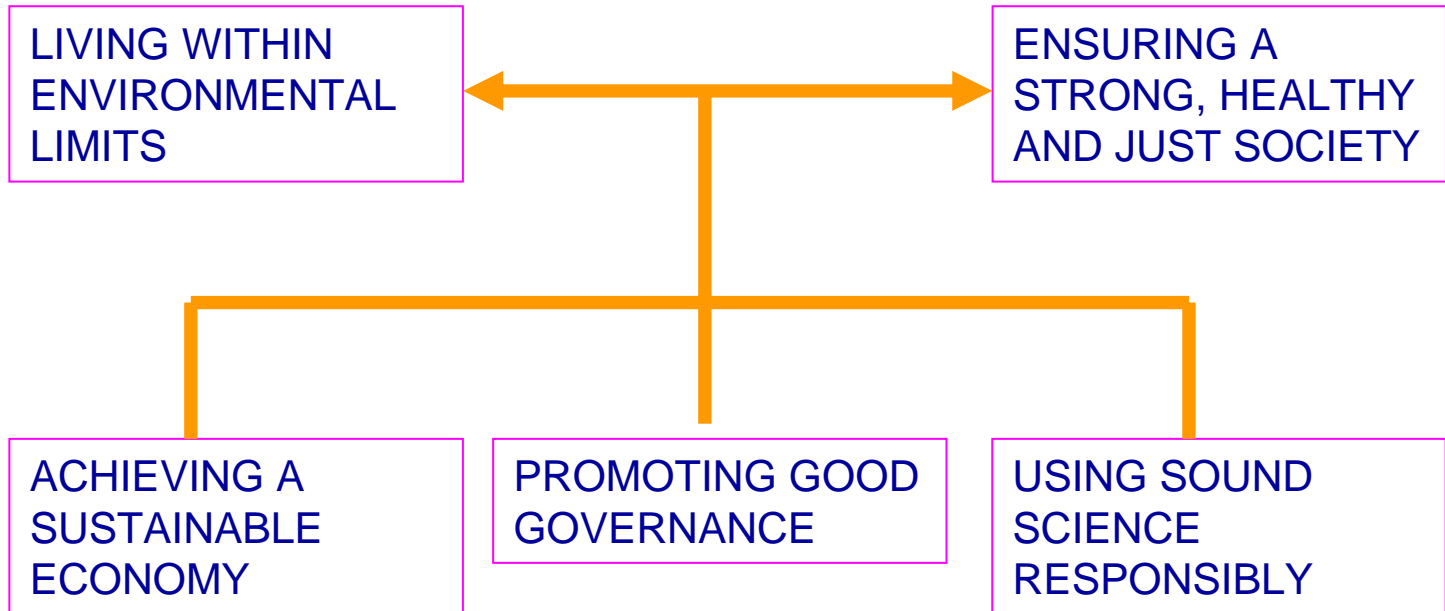 LIVING WITHIN
ENVIRONMENTAL
LIMITS
ENSURING A
STRONG, HEALTHY
AND JUST SOCIETY
ACHIEVING A
SUSTAINABLE
ECONOMY
PROMOTING GOOD
GOVERNANCE
USING SOUND
SCIENCE
RESPONSIBLY